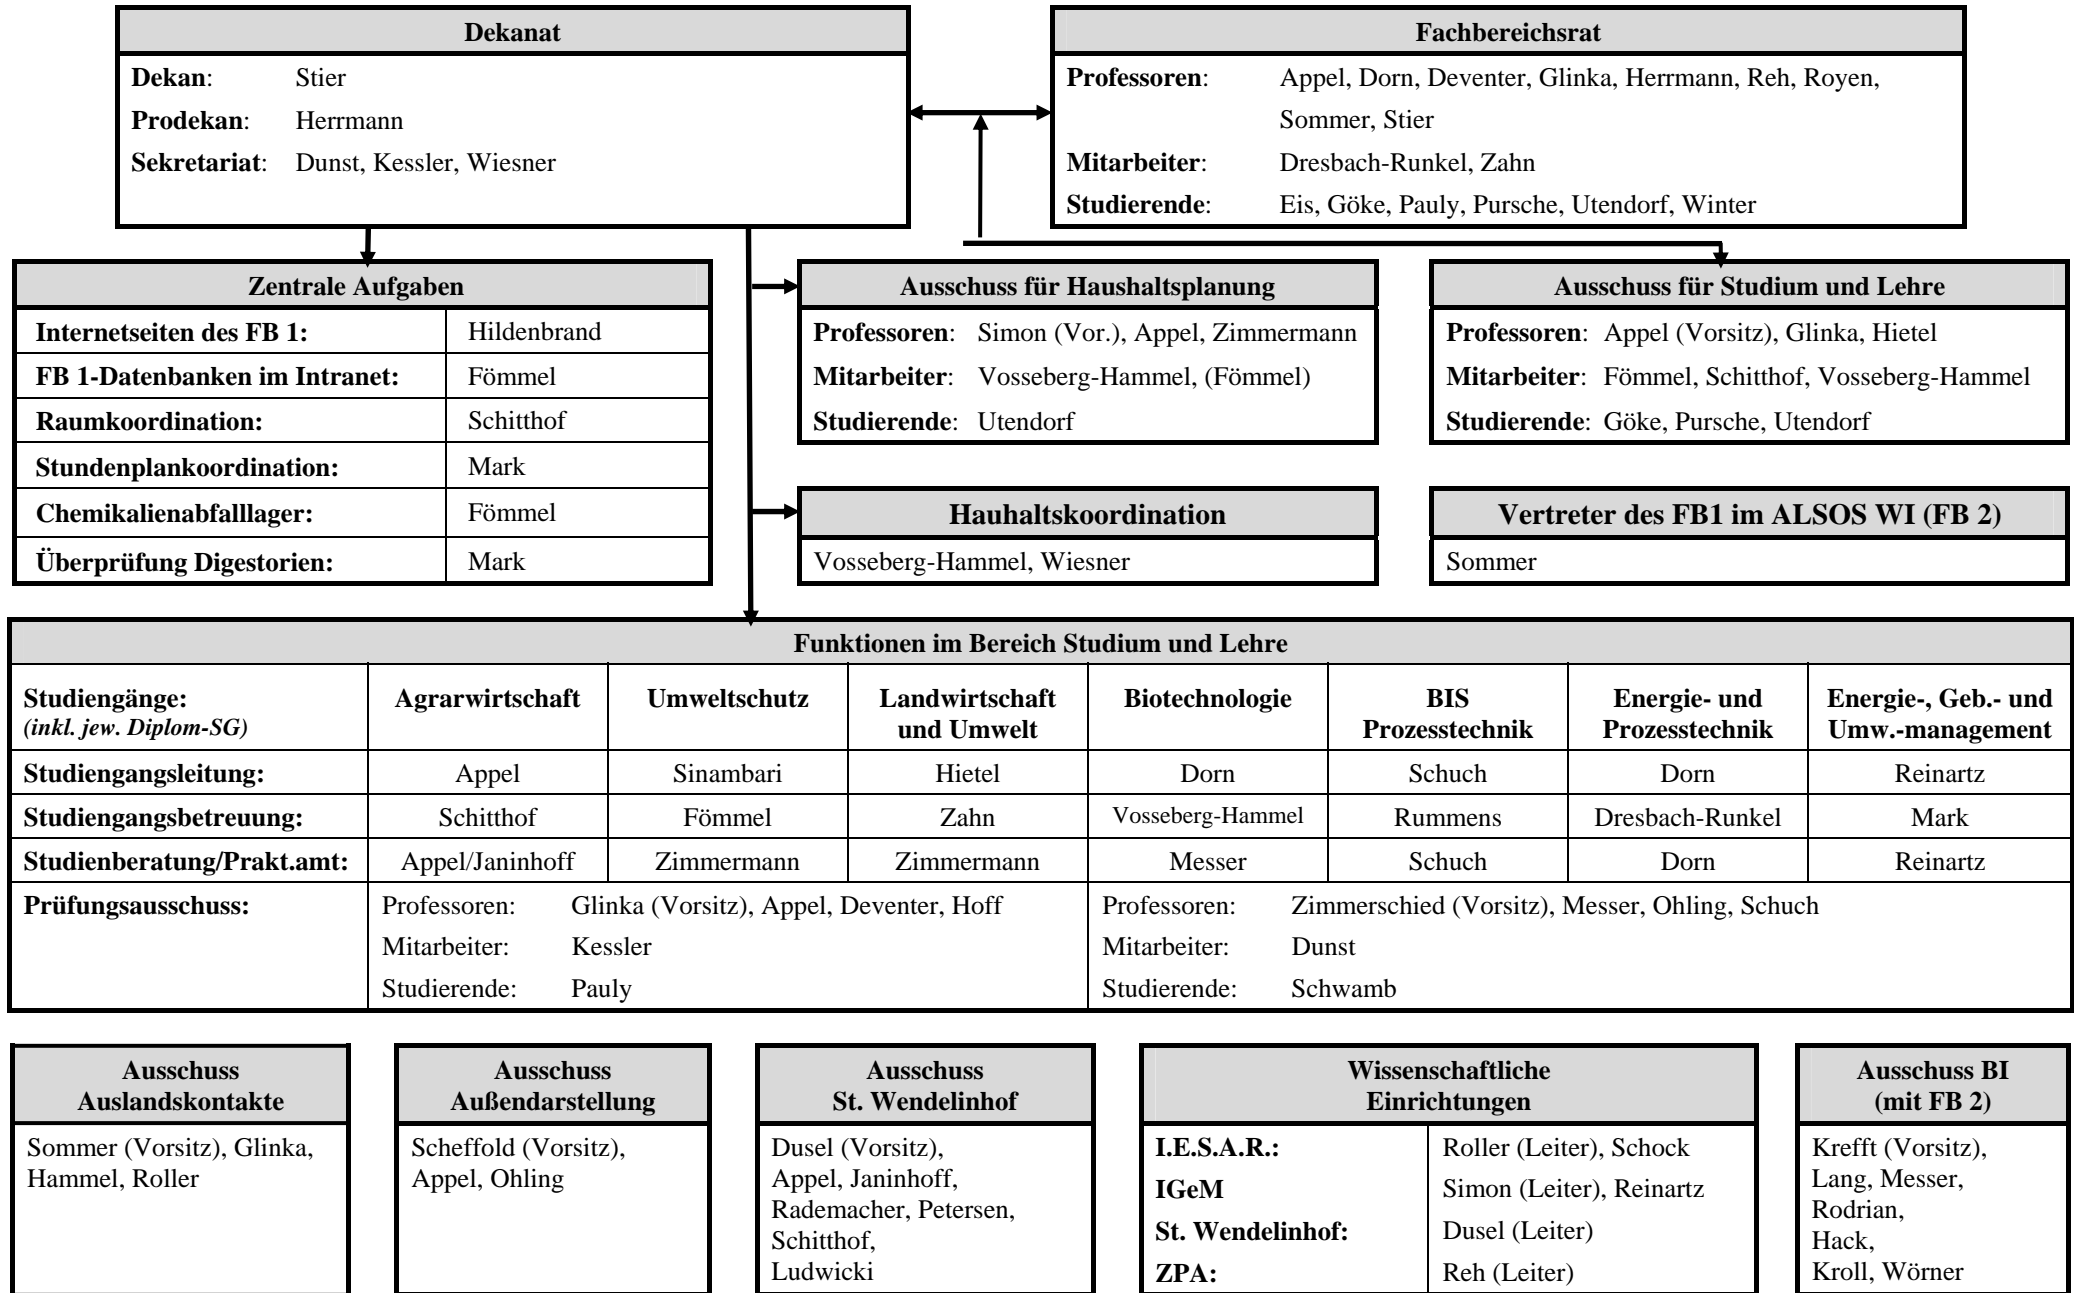 Dekanat
Dekan: Stier
Prodekan: Herrmann
Sekretariat: Dunst, Kessler, Wiesner
Fachbereichsrat
Professoren: Appel, Dorn, Deventer, Glinka, Herrmann, Reh, Royen,
Sommer, Stier
Mitarbeiter: Dresbach-Runkel, Zahn
Studierende: Eis, Göke, Pauly, Pursche, Utendorf, Winter
Zentrale Aufgaben
Internetseiten des FB 1: Hildenbrand
FB 1-Datenbanken im Intranet: Fömmel
Raumkoordination: Schitthof
Stundenplankoordination: Mark
Chemikalienabfalllager: Fömmel
Überprüfung Digestorien: Mark
Ausschuss für Haushaltsplanung
Professoren: Simon (Vor.), Appel, Zimmermann
Mitarbeiter: Vosseberg-Hammel, (Fömmel)
Studierende: Utendorf
Ausschuss für Studium und Lehre
Professoren: Appel (Vorsitz), Glinka, Hietel
Mitarbeiter: Fömmel, Schitthof, Vosseberg-Hammel
Studierende: Göke, Pursche, Utendorf
Hauhaltskoordination
Vosseberg-Hammel, Wiesner
Vertreter des FB1 im ALSOS WI (FB 2)
Sommer
Funktionen im Bereich Studium und Lehre
Studiengänge: Agrarwirtschaft Umweltschutz Landwirtschaft Biotechnologie BIS Energie- und Energie-, Geb.- und
(inkl. jew. Diplom-SG) und Umwelt Prozesstechnik Prozesstechnik Umw.-management
Studiengangsleitung: Appel Sinambari Hietel Dorn Schuch Dorn Reinartz
Studiengangsbetreuung: Schitthof Fömmel Zahn Vosseberg-Hammel Rummens Dresbach-Runkel Mark
Studienberatung/Prakt.amt: Appel/Janinhoff Zimmermann Zimmermann Messer Schuch Dorn Reinartz
Prüfungsausschuss: Professoren: Glinka (Vorsitz), Appel, Deventer, Hoff Professoren: Zimmerschied (Vorsitz), Messer, Ohling, Schuch
Mitarbeiter: Kessler Mitarbeiter: Dunst
Studierende: Pauly Studierende: Schwamb
Ausschuss
Auslandskontakte
Sommer (Vorsitz), Glinka,
Hammel, Roller
Ausschuss
Außendarstellung
Scheffold (Vorsitz),
Appel, Ohling
Ausschuss
St. Wendelinhof
Dusel (Vorsitz),
Appel, Janinhoff,
Rademacher, Petersen,
Schitthof,
Ludwicki
Wissenschaftliche
Einrichtungen
I.E.S.A.R.: Roller (Leiter), Schock
IGeM Simon (Leiter), Reinartz
St. Wendelinhof: Dusel (Leiter)
ZPA: Reh (Leiter)
Ausschuss BI
(mit FB 2)
Krefft (Vorsitz),
Lang, Messer,
Rodrian,
Hack,
Kroll, Wörner